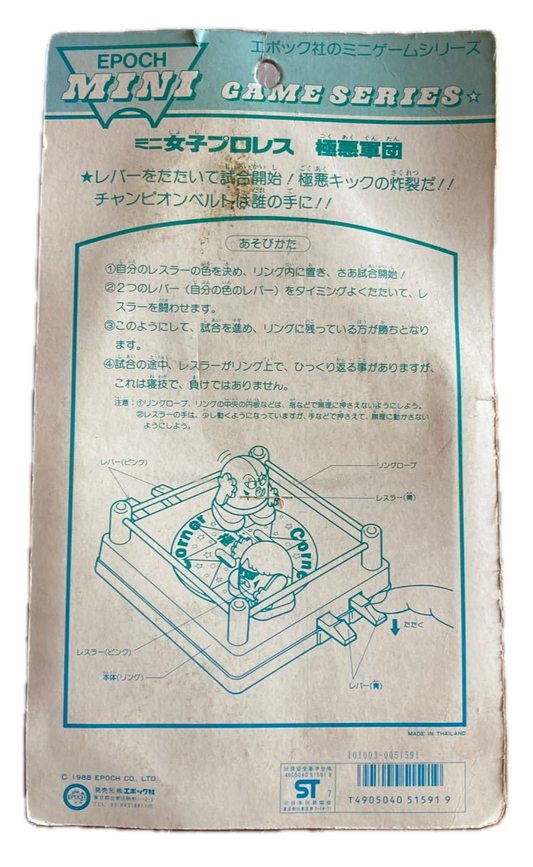 EPOCH
MINI GAME SERIES☆
エポック社のミニゲームシリーズ
ミニ女子プロレス 極悪軍団
★レバーをたたいて試合開始！極悪キックの炸裂だ！！
チャンピオンベルトは誰の手に！！
あそびかた
①自分のレスラーの色を決め、リング内に置き、さあ試合開始！
②2つのレバー（自分の色のレバー）をタイミングよくたたいて、レ
スラーを闘わせます。
③このようにして、試合を進め、リングに残っている方が勝ちとなり
ます。
④試合の途中、レスラーがリング上で、ひっくり返る事がありますが、
これは寝技で、負けではありません。
注意：①リングロープ、リングの中央の円板などは、指などで無理に押さえないようにしよう。
②レスラーの手は、少し動くようになっていますが、手などで押さえて、無理に動かさない
ようにしよう。
レバー(ピンク)
リングロープ
レスラー(青)
Corner
Corner
たたく
レスラー(ピンク)
本体(リング)
レバー(青)
MADE IN THAILAND
101003-0051591
© 1988 EPOCH CO., LTD.
発売元 株式会社 エポック社
4905040 51591 9
ST
7
T4905040 51591 9